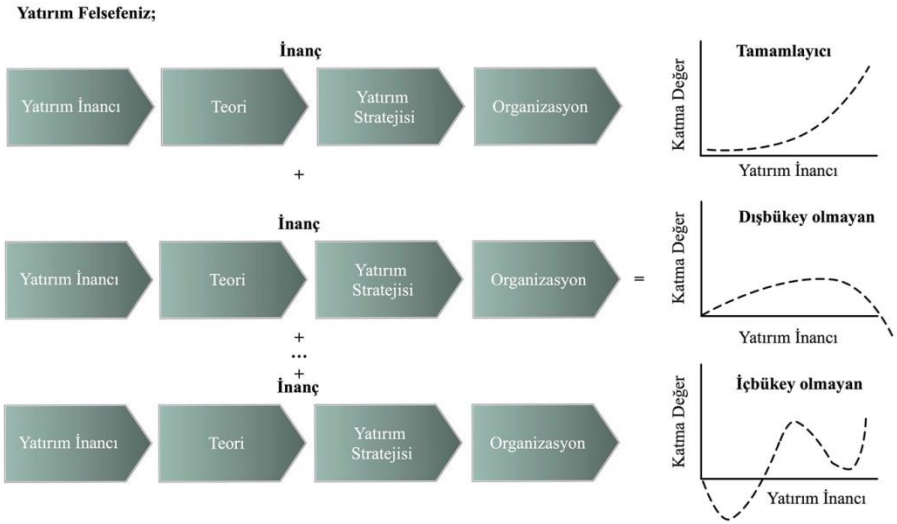 Yatırım Felsefeniz;
İnanç
Yatırım İnancı
Teori
Yatırım
Stratejisi
Organizasyon
Katma Değer
Tamamlayıcı
Yatırım İnancı
+
İnanç
Yatırım İnancı
Teori
Yatırım
Stratejisi
Organizasyon
=
Katma Değer
Dışbükey olmayan
Yatırım İnancı
+
...
+
İnanç
Yatırım İnancı
Teori
Yatırım
Stratejisi
Organizasyon
Katma Değer
İçbükey olmayan
Yatırım İnancı